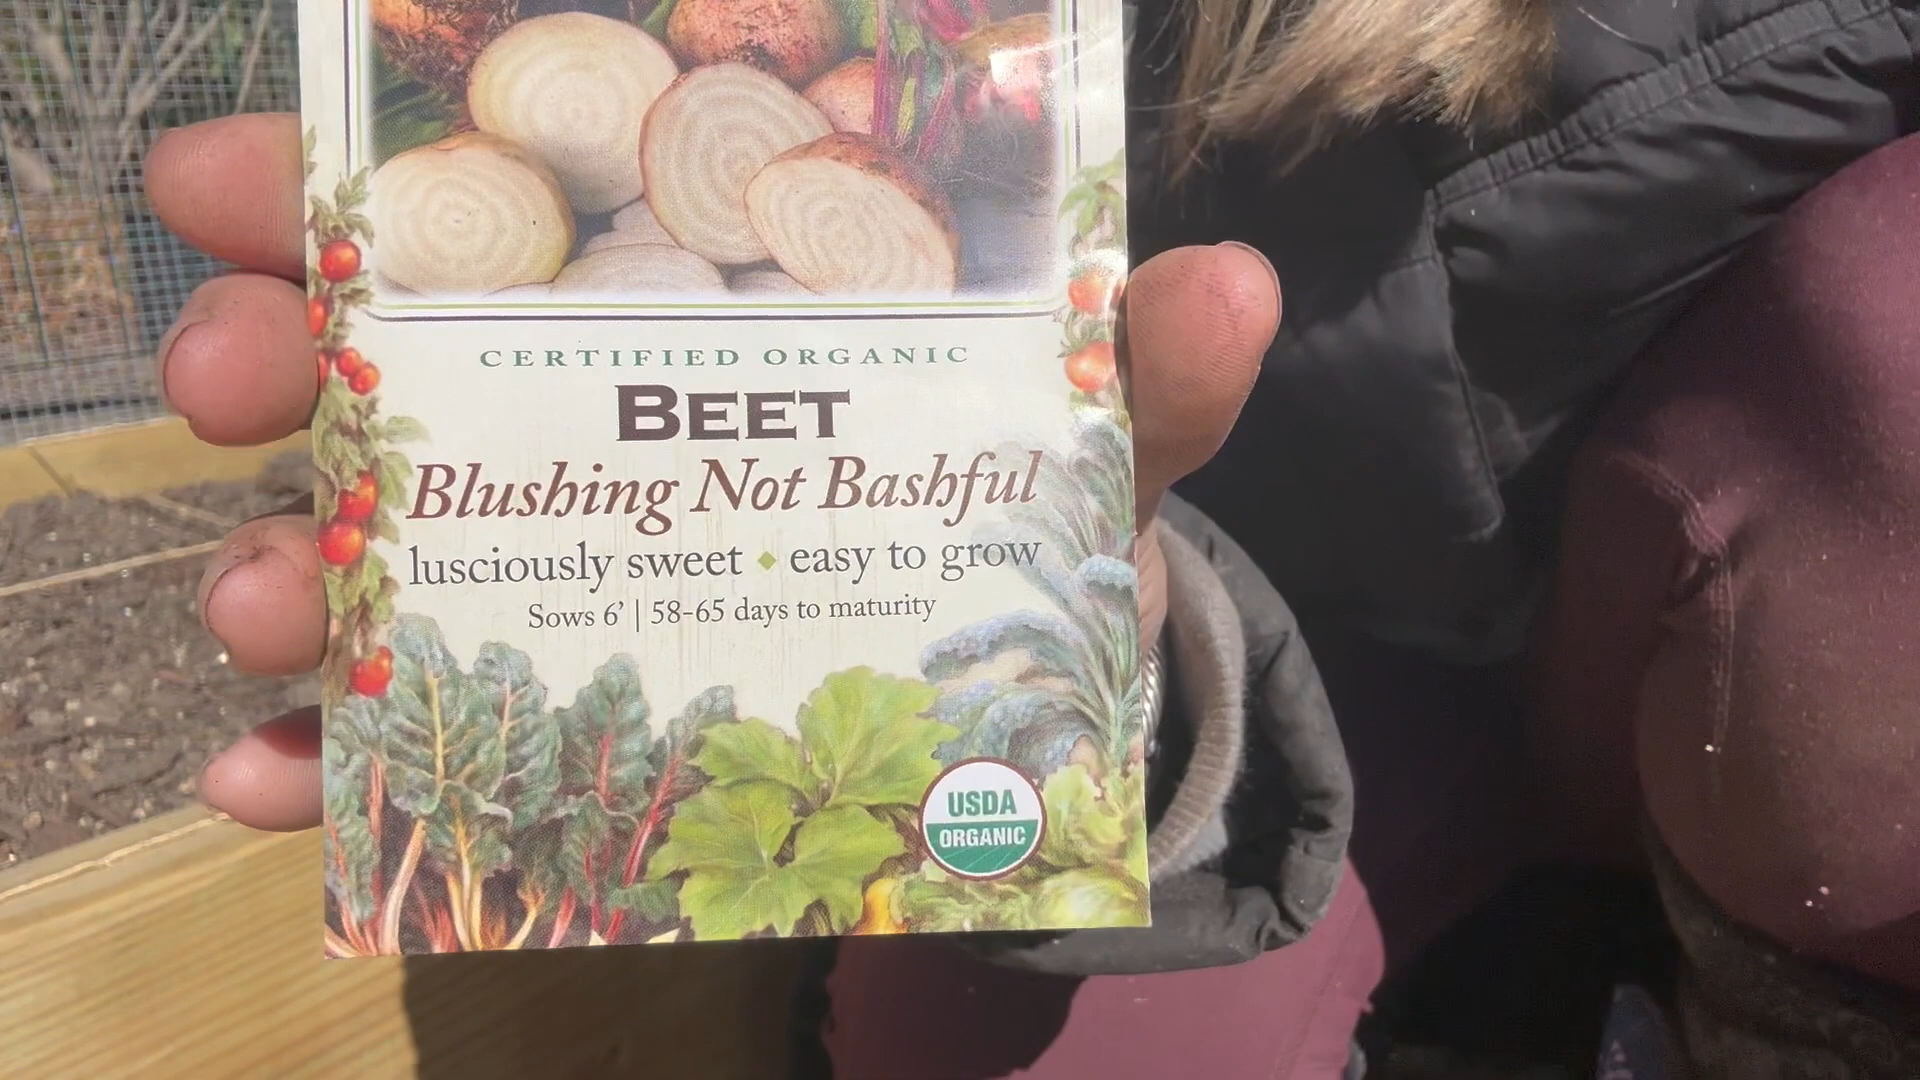 CERTIFIED ORGANIC
BEET
Blushing Not Bashful
lusciously sweet ◆ easy to grow
Sows 6' | 58-65 days to maturity
USDA
ORGANIC